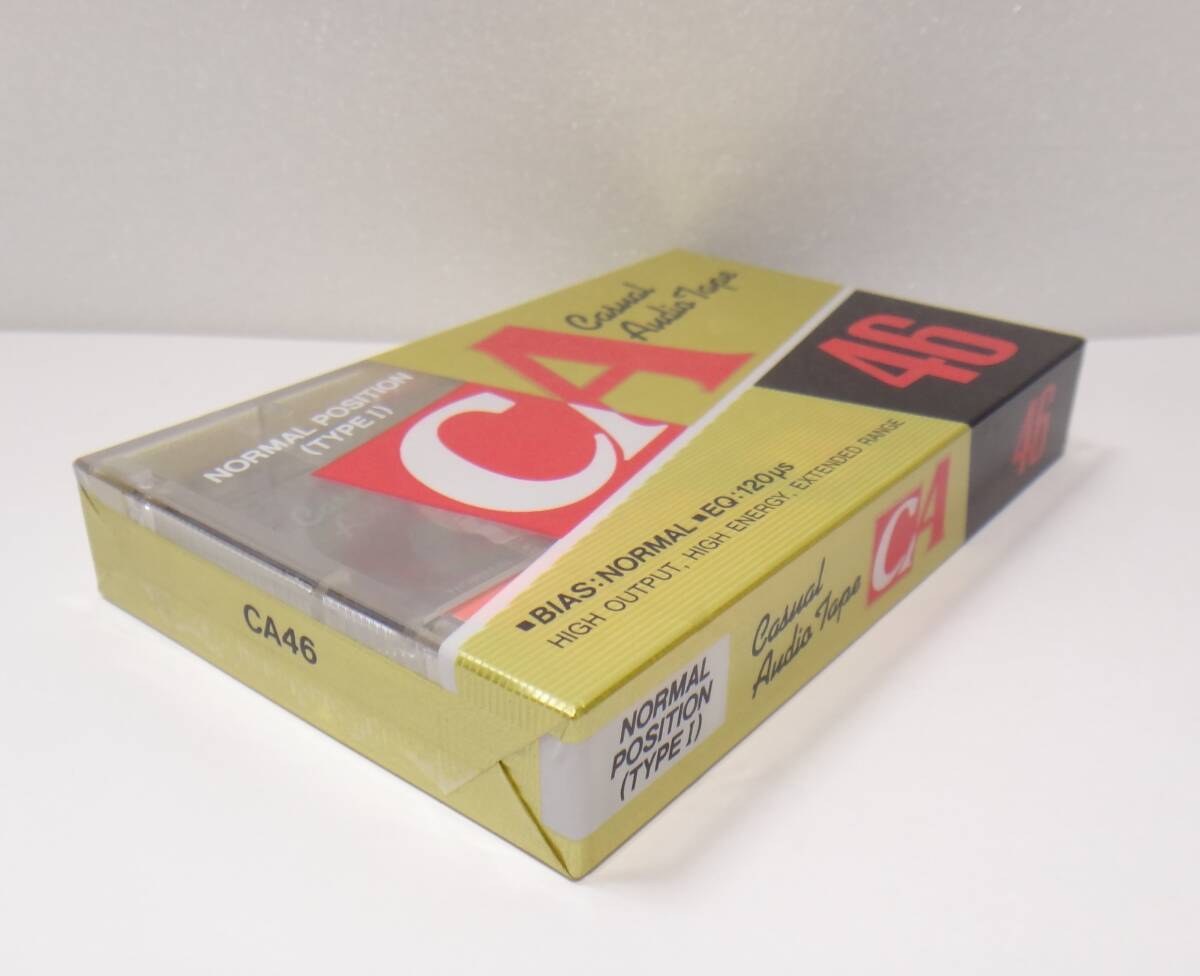 Casual
Audio Tape
CA
46
NORMAL POSITION
(TYPE I)
■BIAS:NORMAL ■EQ:120μs
HIGH OUTPUT, HIGH ENERGY, EXTENDED RANGE
CA46
NORMAL
POSITION
(TYPE I)
Casual
Audio Tape
CA
46